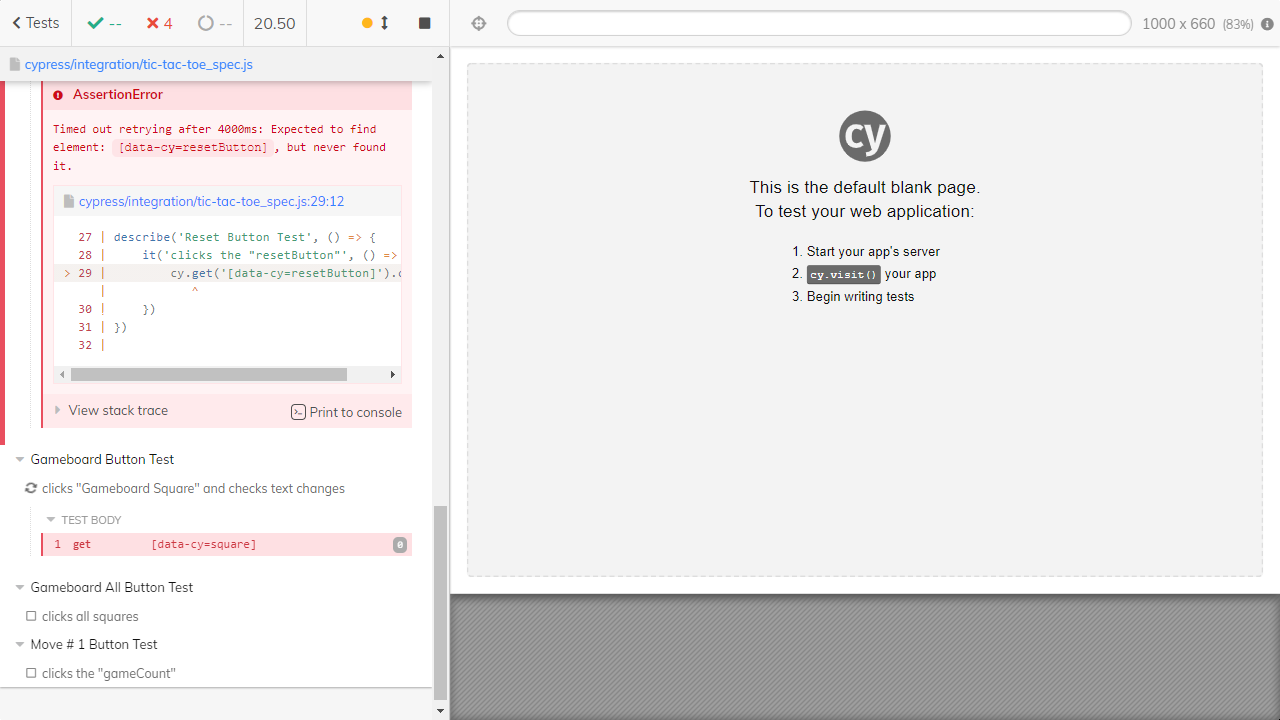 Tests
--
4
--
20.50
1000 x 660 (83%)
cypress/integration/tic-tac-toe_spec.js
AssertionError
Timed out retrying after 4000ms: Expected to find
element: [data-cy=resetButton], but never found
it.
cypress/integration/tic-tac-toe_spec.js:29:12
27 | describe('Reset Button Test', () => {
28 |     it('clicks the "resetButton"', () =>
> 29 |         cy.get('[data-cy=resetButton]').c
|            ^
30 |     })
31 | })
32 |
View stack trace
Print to console
Gameboard Button Test
clicks "Gameboard Square" and checks text changes
TEST BODY
1 get [data-cy=square] 0
Gameboard All Button Test
clicks all squares
Move # 1 Button Test
clicks the "gameCount"
cy
This is the default blank page.
To test your web application:
1. Start your app's server
2. cy.visit() your app
3. Begin writing tests